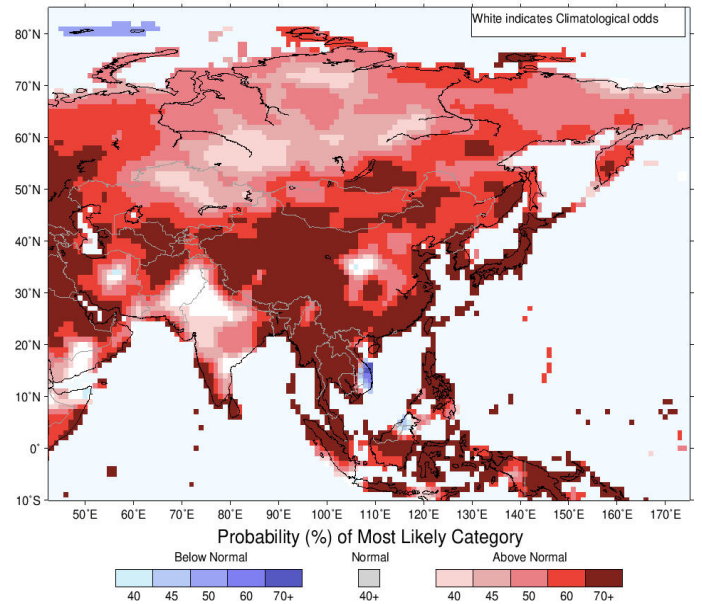 White indicates Climatological odds
80°N
70°N
60°N
50°N
40°N
30°N
20°N
10°N
0°
10°S
50°E 60°E 70°E 80°E 90°E 100°E 110°E 120°E 130°E 140°E 150°E 160°E 170°E
Probability (%) of Most Likely Category
Below Normal Normal Above Normal
40 45 50 60 70+ 40+ 40 45 50 60 70+